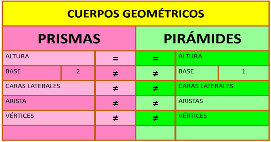 CUERPOS GEOMÉTRICOS
PRISMAS PIRÁMIDES
ALTURA = = ALTURA
BASE 2 ≠ ≠ BASE 1
CARAS LATERALES ≠ ≠ CARAS LATERALES
ARISTA ≠ ≠ ARISTAS
VÉRTICES ≠ ≠ VÉRTICES